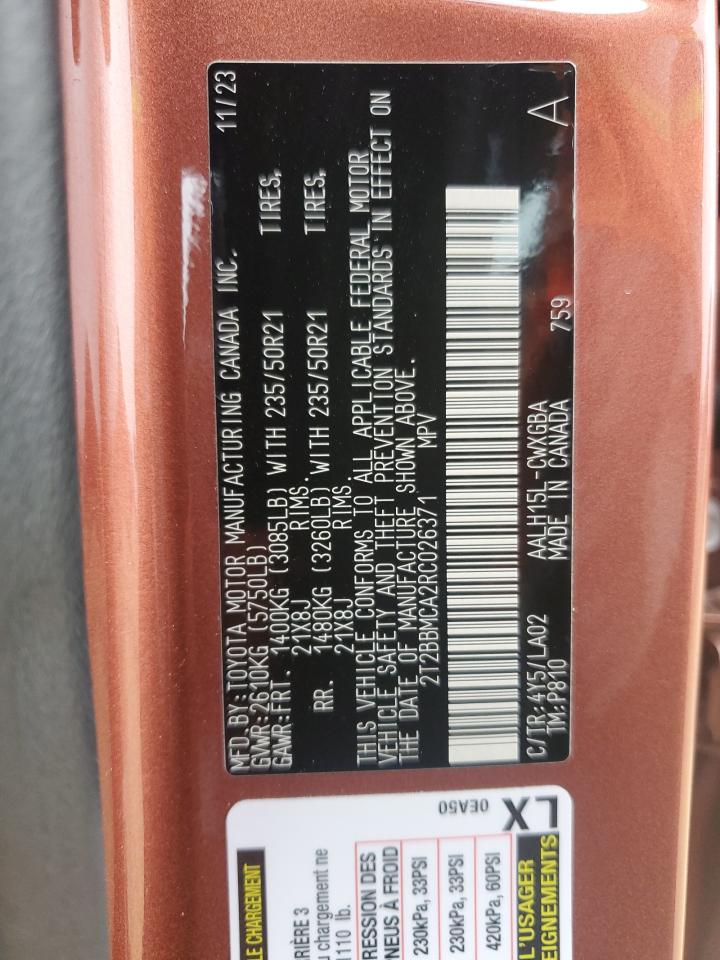 MFD. BY: TOYOTA MOTOR MANUFACTURING CANADA INC. 11/23
GVWR: 2610KG (5750LB)
GAWR: FRT. 1400KG (3085LB) WITH 235/50R21 TIRES,
21X8J RIMS.
RR. 1480KG (3260LB) WITH 235/50R21 TIRES,
21X8J RIMS.
THIS VEHICLE CONFORMS TO ALL APPLICABLE FEDERAL MOTOR
VEHICLE SAFETY AND THEFT PREVENTION STANDARDS IN EFFECT ON
THE DATE OF MANUFACTURE SHOWN ABOVE.
2T2BBMCA2RC026371 MPV
C/TR: 4Y5/LA02 AALH15L-CWXGBA 759 A
TM: P810 MADE IN CANADA
LE CHARGEMENT
RRIÈRE 3
u chargement ne
110 lb.
RESSION DES
NEUS À FROID
230kPa, 33PSI
230kPa, 33PSI
420kPa, 60PSI
L'USAGER
EIGNEMENTS
0EA50
LX